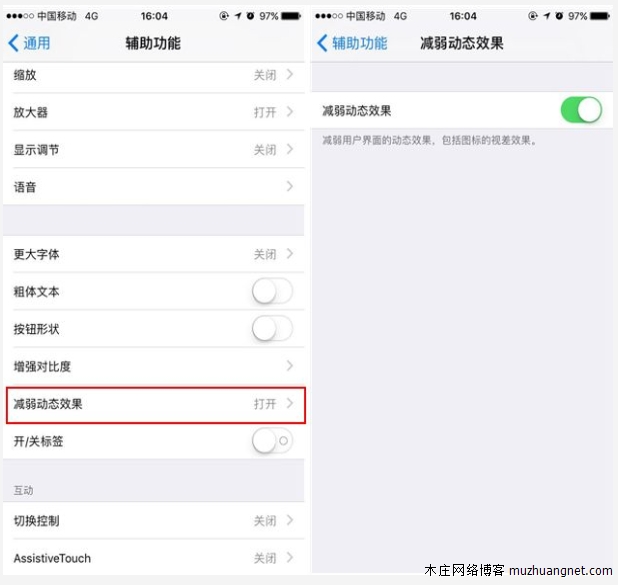 ●●●○○ 中国移动 4G 16:04 97%
通用 辅助功能
缩放 关闭
放大器 打开
显示调节 关闭
语音
更大字体 关闭
粗体文本
按钮形状
增强对比度
减弱动态效果 打开
开/关标签
互动
切换控制 关闭
AssistiveTouch 关闭
●●●○○ 中国移动 4G 16:04 97%
辅助功能 减弱动态效果
减弱动态效果
减弱用户界面的动态效果，包括图标的视差效果。
木庄网络博客 muzhuangnet.com